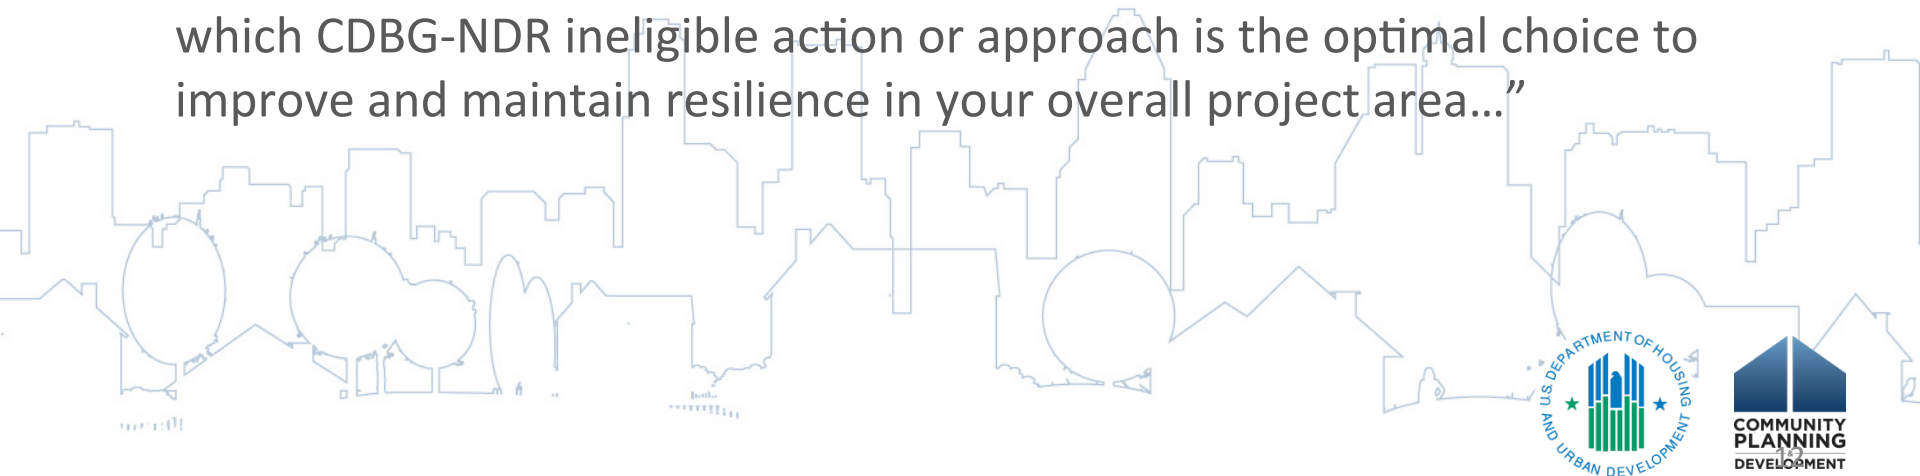 which CDBG-NDR ineligible action or approach is the optimal choice to
improve and maintain resilience in your overall project area...”
U.S. DEPARTMENT OF HOUSING
AND URBAN DEVELOPMENT
COMMUNITY
PLANNING
DEVELOPMENT
12